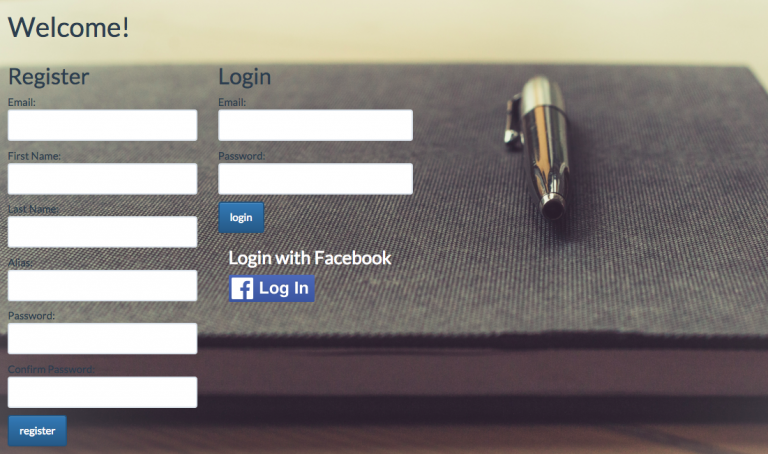 Welcome!
Register
Email:
First Name:
Last Name:
Alias:
Password:
Confirm Password:
register
Login
Email:
Password:
login
Login with Facebook
f Log In